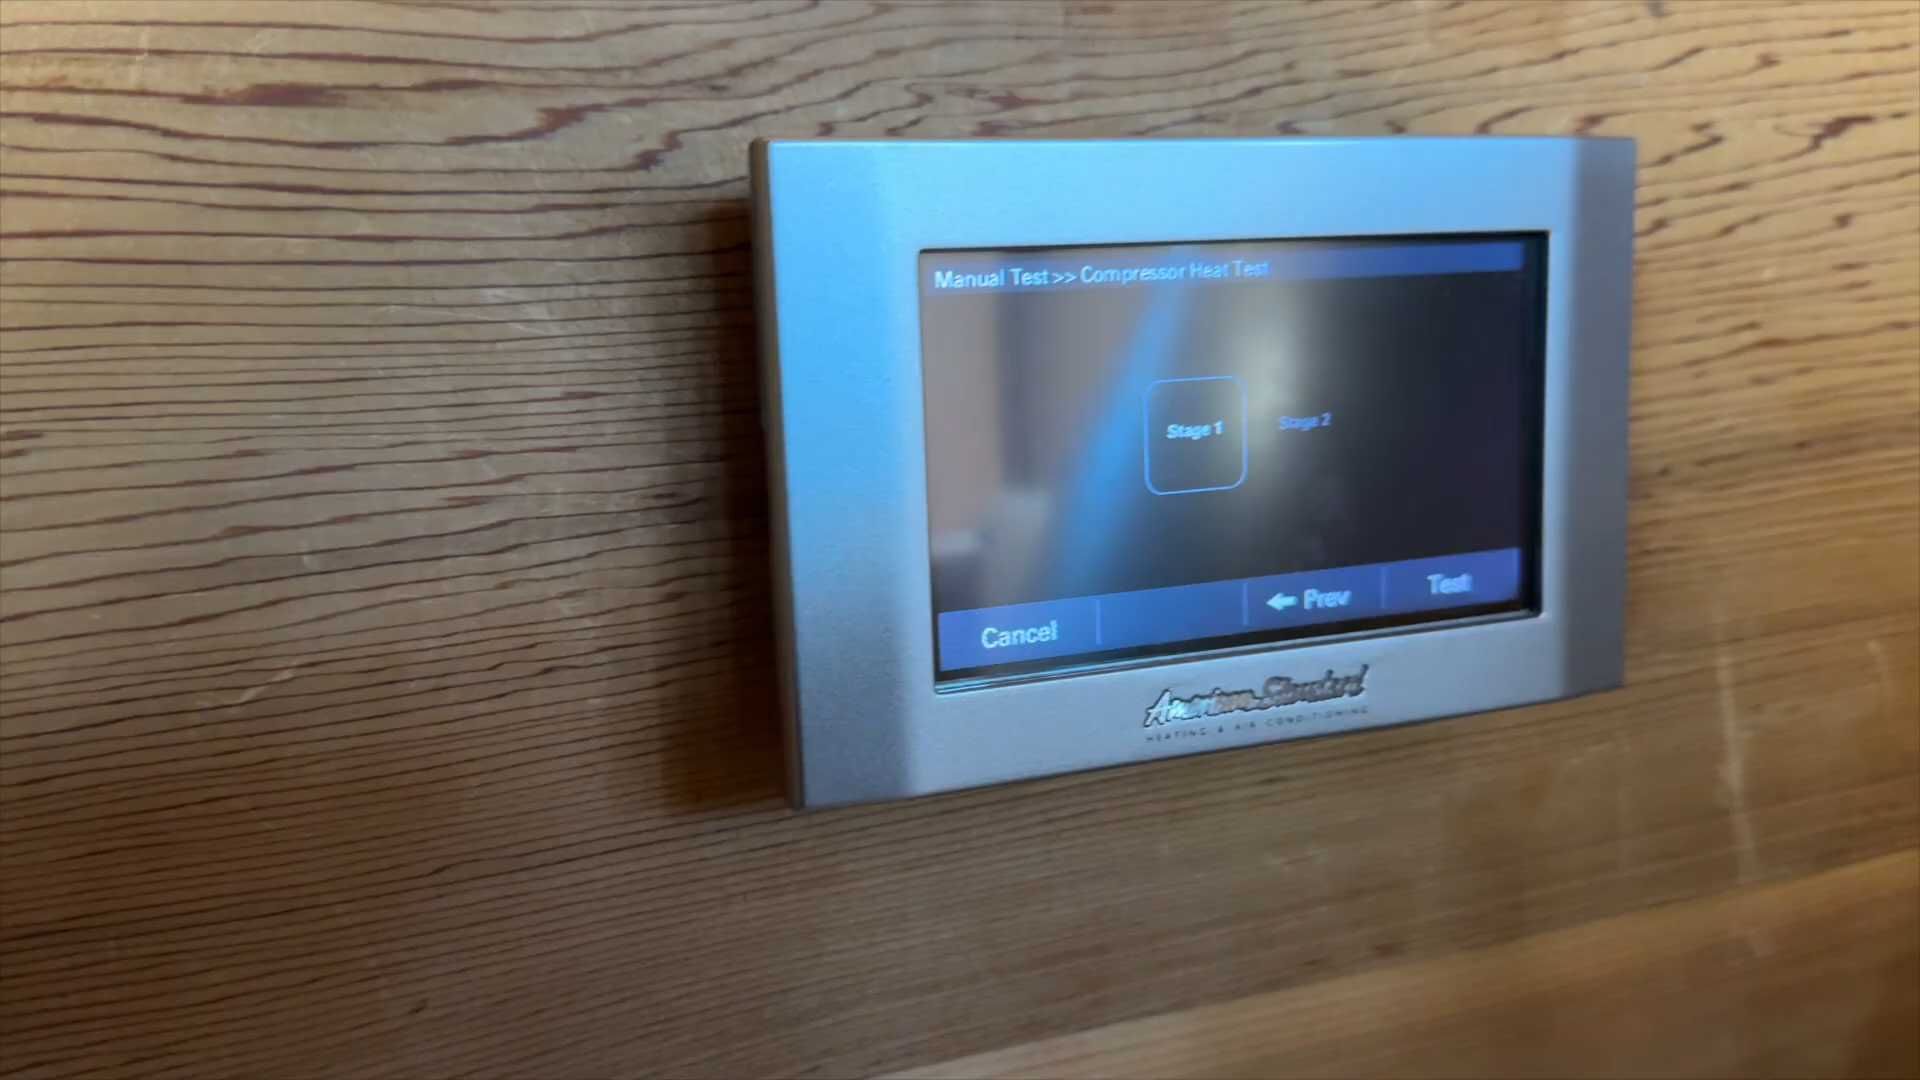 Manual Test >> Compressor Heat Test
Stage 1 Stage 2
Cancel ← Prev Test
American Standard
HEATING & AIR CONDITIONING